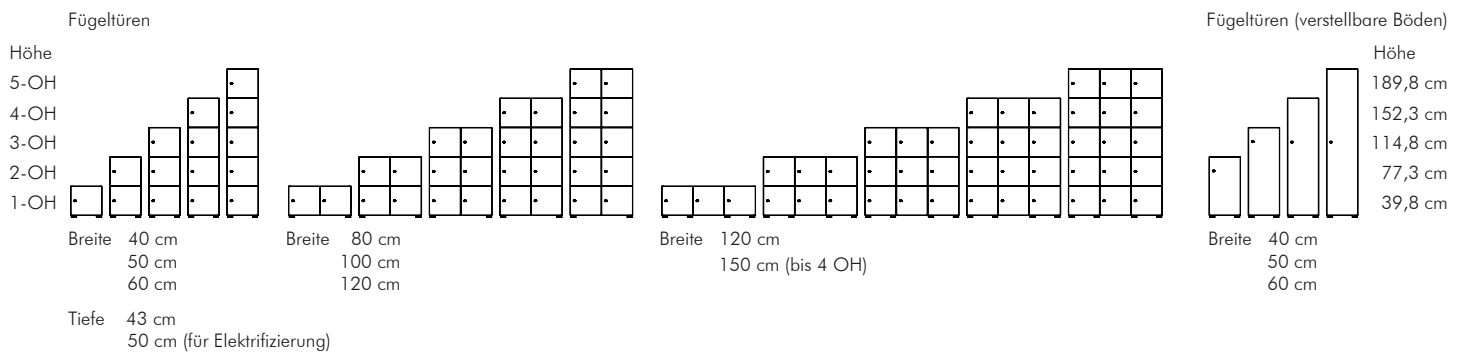 Fügeltüren
Fügeltüren (verstellbare Böden)
Höhe
Höhe
5-OH
189,8 cm
4-OH
152,3 cm
3-OH
114,8 cm
2-OH
77,3 cm
1-OH
39,8 cm
Breite 40 cm
50 cm
60 cm
Breite 80 cm
100 cm
120 cm
Breite 120 cm
150 cm (bis 4 OH)
Breite 40 cm
50 cm
60 cm
Tiefe 43 cm
50 cm (für Elektrifizierung)